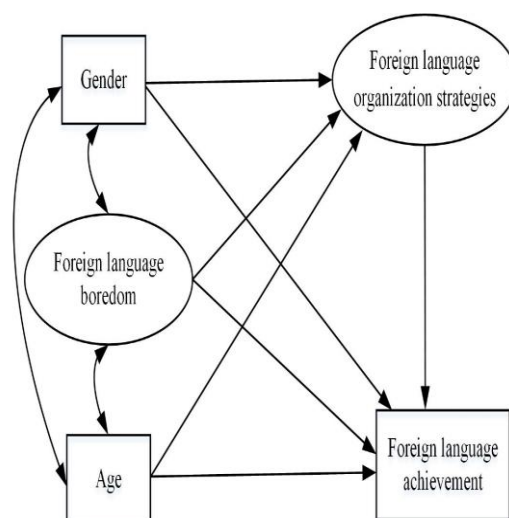 Gender
Foreign language
organization strategies
Foreign language
boredom
Age
Foreign language
achievement